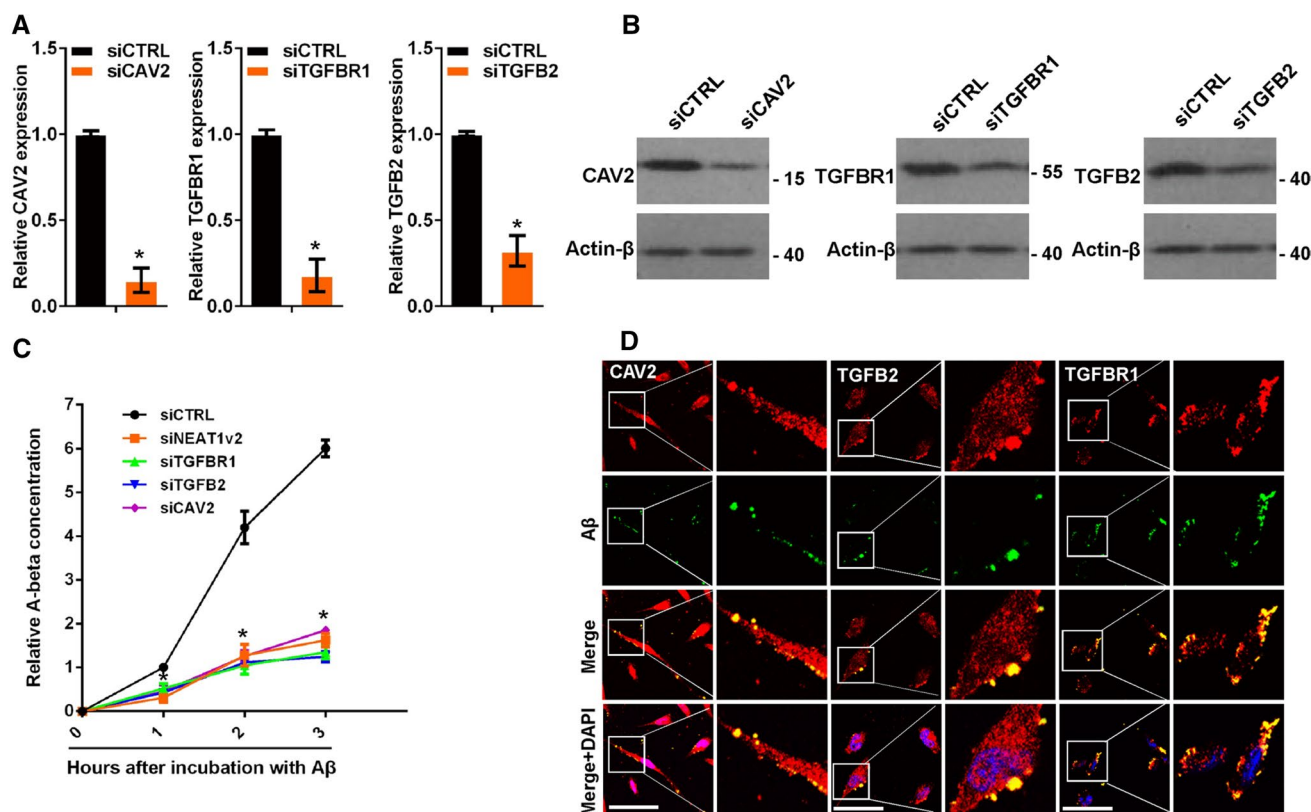 A
1.5
siCTRL
siCAV2
1.0
0.5
0.0
Relative CAV2 expression
*
1.5
siCTRL
siTGFBR1
1.0
0.5
0.0
Relative TGFBR1 expression
*
1.5
siCTRL
siTGFB2
1.0
0.5
0.0
Relative TGFB2 expression
*
B
siCTRL siCAV2
CAV2 - 15
Actin-β - 40
siCTRL siTGFBR1
TGFBR1 - 55
Actin-β - 40
siCTRL siTGFB2
TGFB2 - 40
Actin-β - 40
C
7
6
5
4
3
2
1
0
Relative A-beta concentration
siCTRL
siNEAT1v2
siTGFBR1
siTGFB2
siCAV2
* * *
0 1 2 3
Hours after incubation with Aβ
D
CAV2 TGFB2 TGFBR1
Aβ
Merge
Merge+DAPI